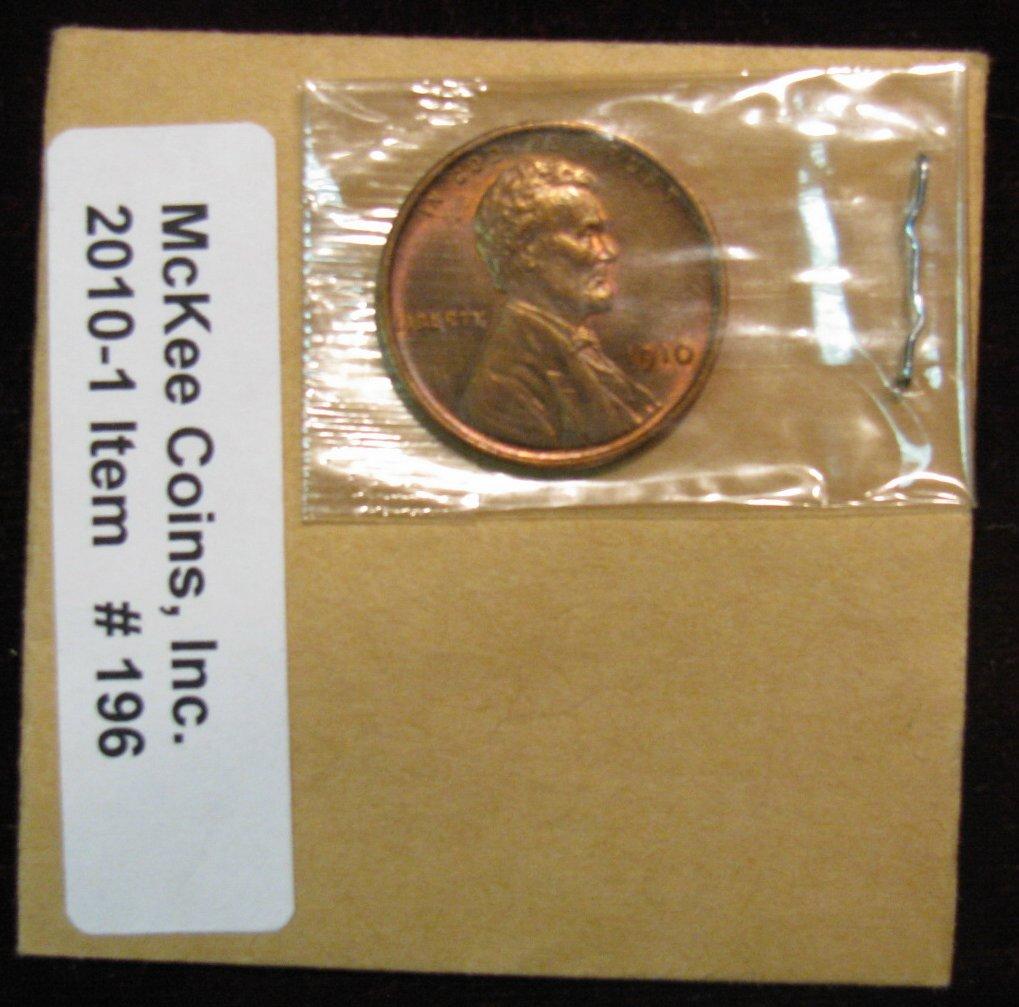 McKee Coins, Inc.
2010-1 Item # 196
LIBERTY
1910